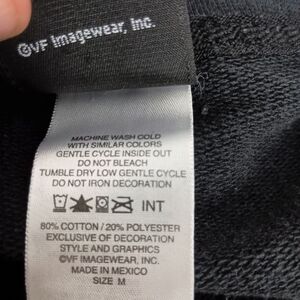 ©VF Imagewear, Inc.
MACHINE WASH COLD
WITH SIMILAR COLORS
GENTLE CYCLE INSIDE OUT
DO NOT BLEACH
TUMBLE DRY LOW GENTLE CYCLE
DO NOT IRON DECORATION
INT
80% COTTON / 20% POLYESTER
EXCLUSIVE OF DECORATION
STYLE AND GRAPHICS
©VF IMAGEWEAR, INC.
MADE IN MEXICO
SIZE M